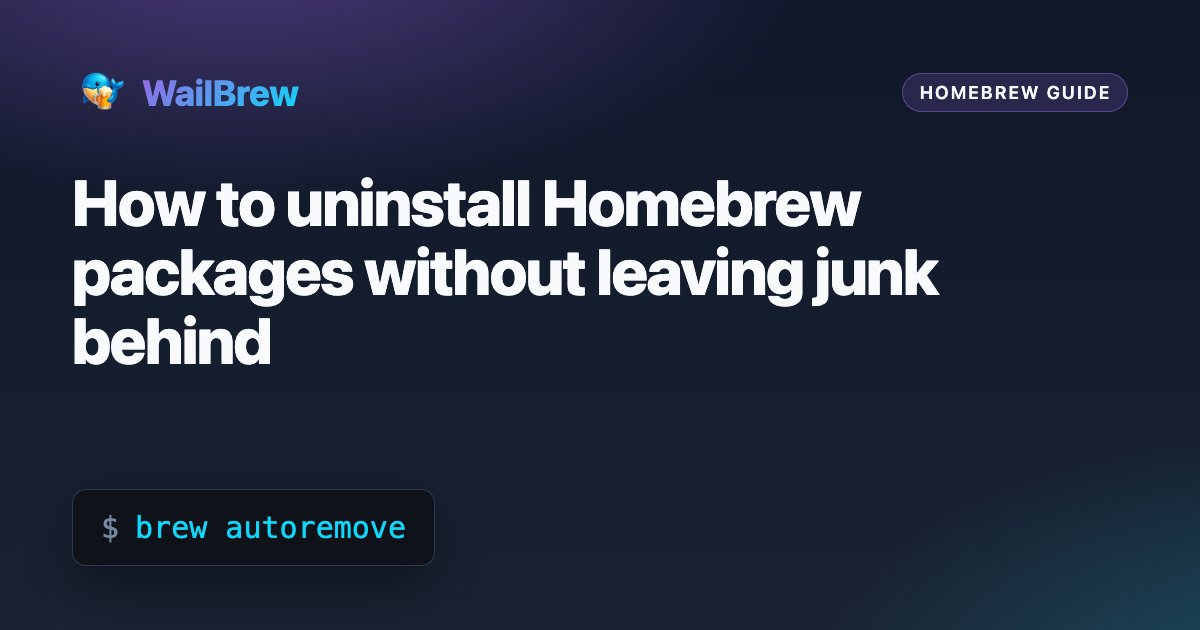 WailBrew
HOMEBREW GUIDE
How to uninstall Homebrew
packages without leaving junk
behind
$ brew autoremove